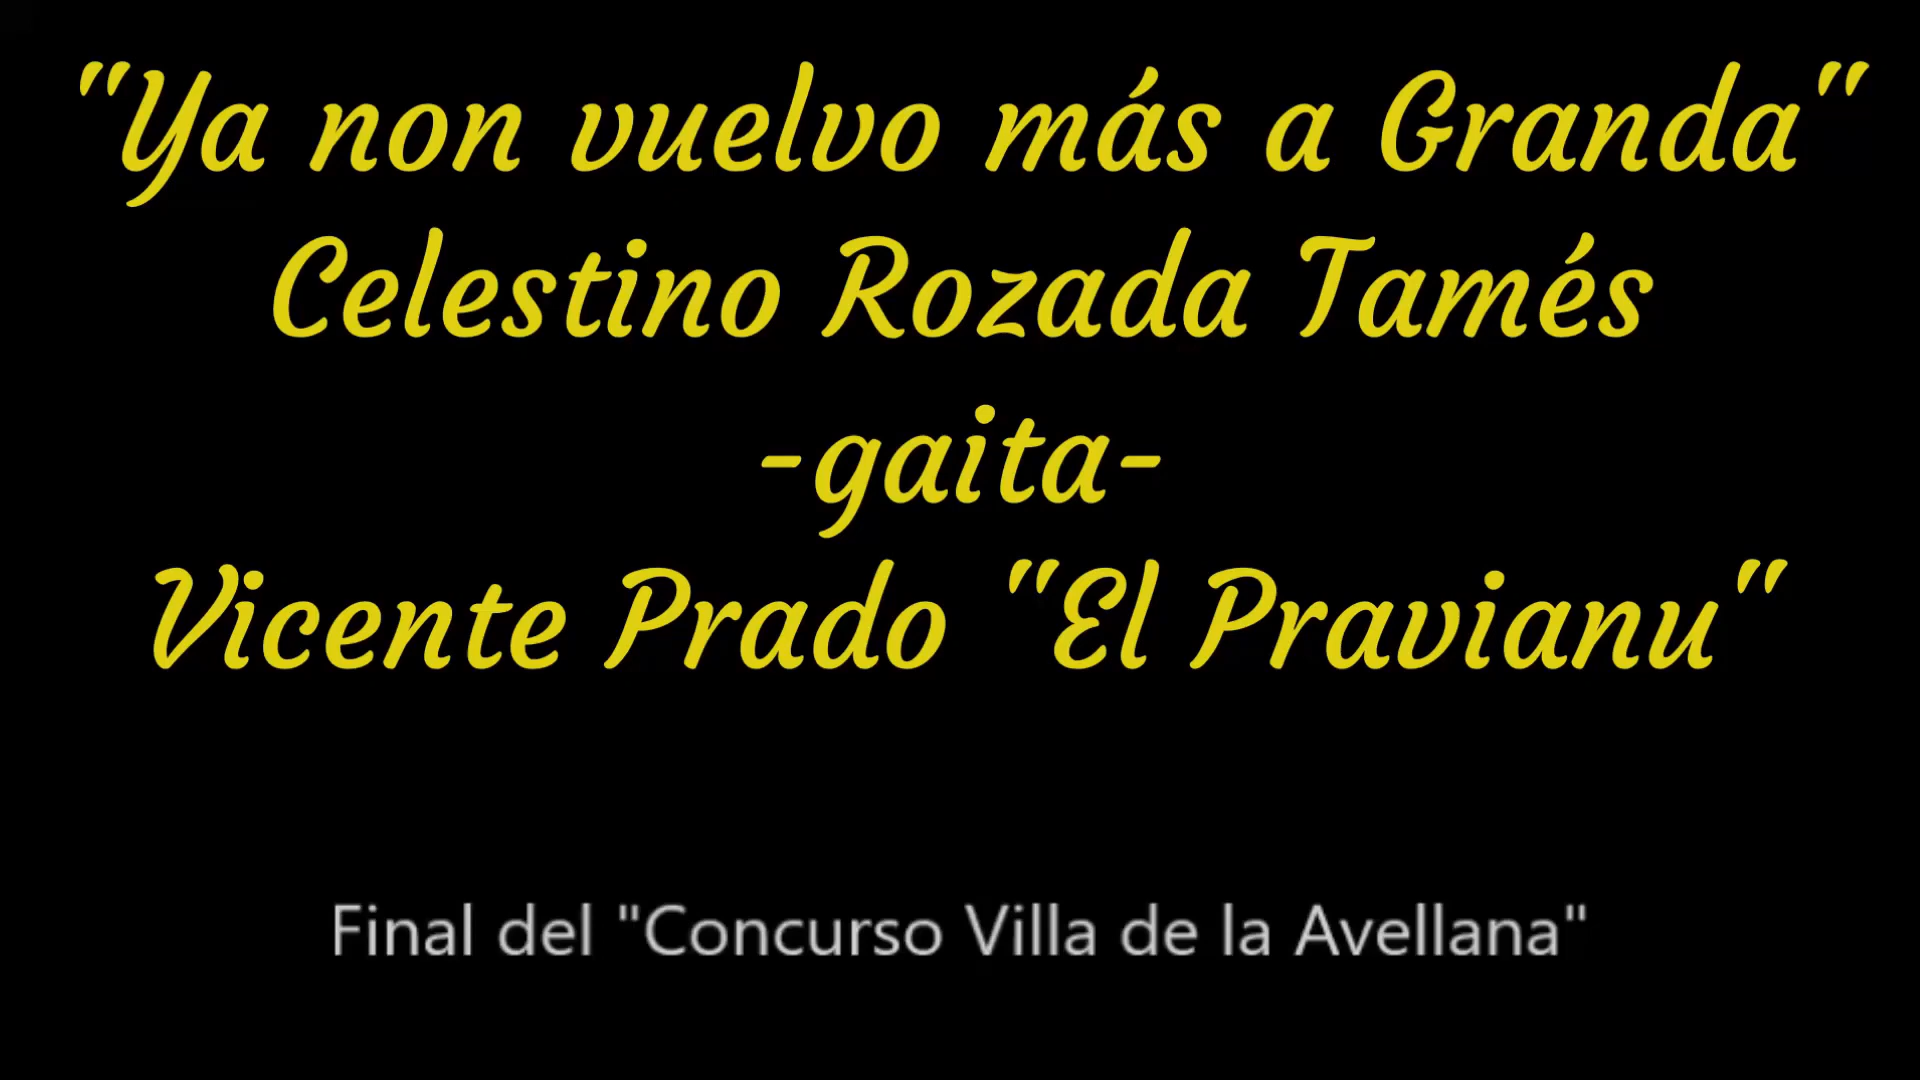 "Ya non vuelvo más a Granda"
Celestino Rozada Tamés
-gaita-
Vicente Prado "El Pravianu"
Final del "Concurso Villa de la Avellana"